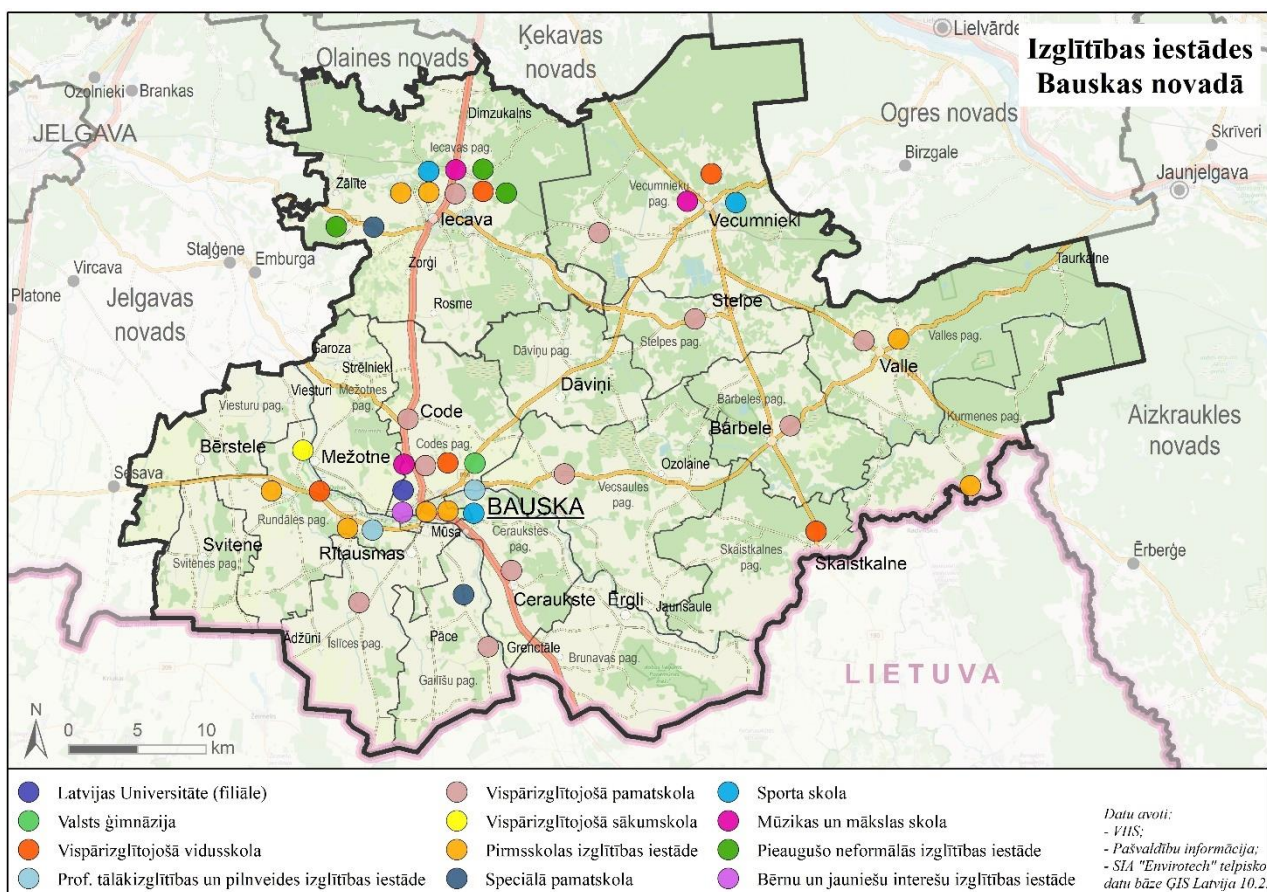 Izglītības iestādes
Bauskas novadā
Olaines novads
Ķekavas
novads
Lielvārde
Ozolnieki
Brankas
JELGAVA
Dimzukalns
Ogres novads
Skrīveri
Birzgale
Jaunjelgava
Iecavas pag.
Zālīte
Vecumnieku
pag.
Iecava
Vecumnieki
Staļģene
Emburga
Zorģi
Taurkalne
Vircava
Platone
Jelgavas
novads
Rosme
Stelpe
Garoza
Strēlnieki
Dāviņu pag.
Stelpes pag.
Valles pag.
Viesturi
Mežotnes
pag.
Dāviņi
Valle
Viesturu pag.
Code
Bārbeles pag.
Kurmenes pag.
Aizkraukles
novads
Bērstele
Codes pag.
Bārbele
Mežotne
Ozolaine
Sesava
Vecsaules
pag.
BAUSKA
Rundāles pag.
Mūsa
Ceraukstes
pag.
Svitene
Rītausmas
Skaistkalnes
pag.
Svitenes pag.
Skaistkalne
Ērberģe
Ceraukste
Ērgli
Jaunsaule
Ādžūni
Īslīces pag.
Pāce
Grenctāle
Brunavas pag.
Gailīšu pag.
LIETUVA
N
0 5 10
km
Latvijas Universitāte (filiāle)
Valsts ģimnāzija
Vispārizglītojošā vidusskola
Prof. tālākizglītības un pilnveides izglītības iestāde
Vispārizglītojošā pamatskola
Vispārizglītojošā sākumskola
Pirmsskolas izglītības iestāde
Speciālā pamatskola
Sporta skola
Mūzikas un mākslas skola
Pieaugušo neformālās izglītības iestāde
Bērnu un jauniešu interešu izglītības iestāde
Datu avoti:
- VIIS;
- Pašvaldību informācija;
- SIA "Envirotech" telpisko
datu bāze ĢIS Latvija 10.2